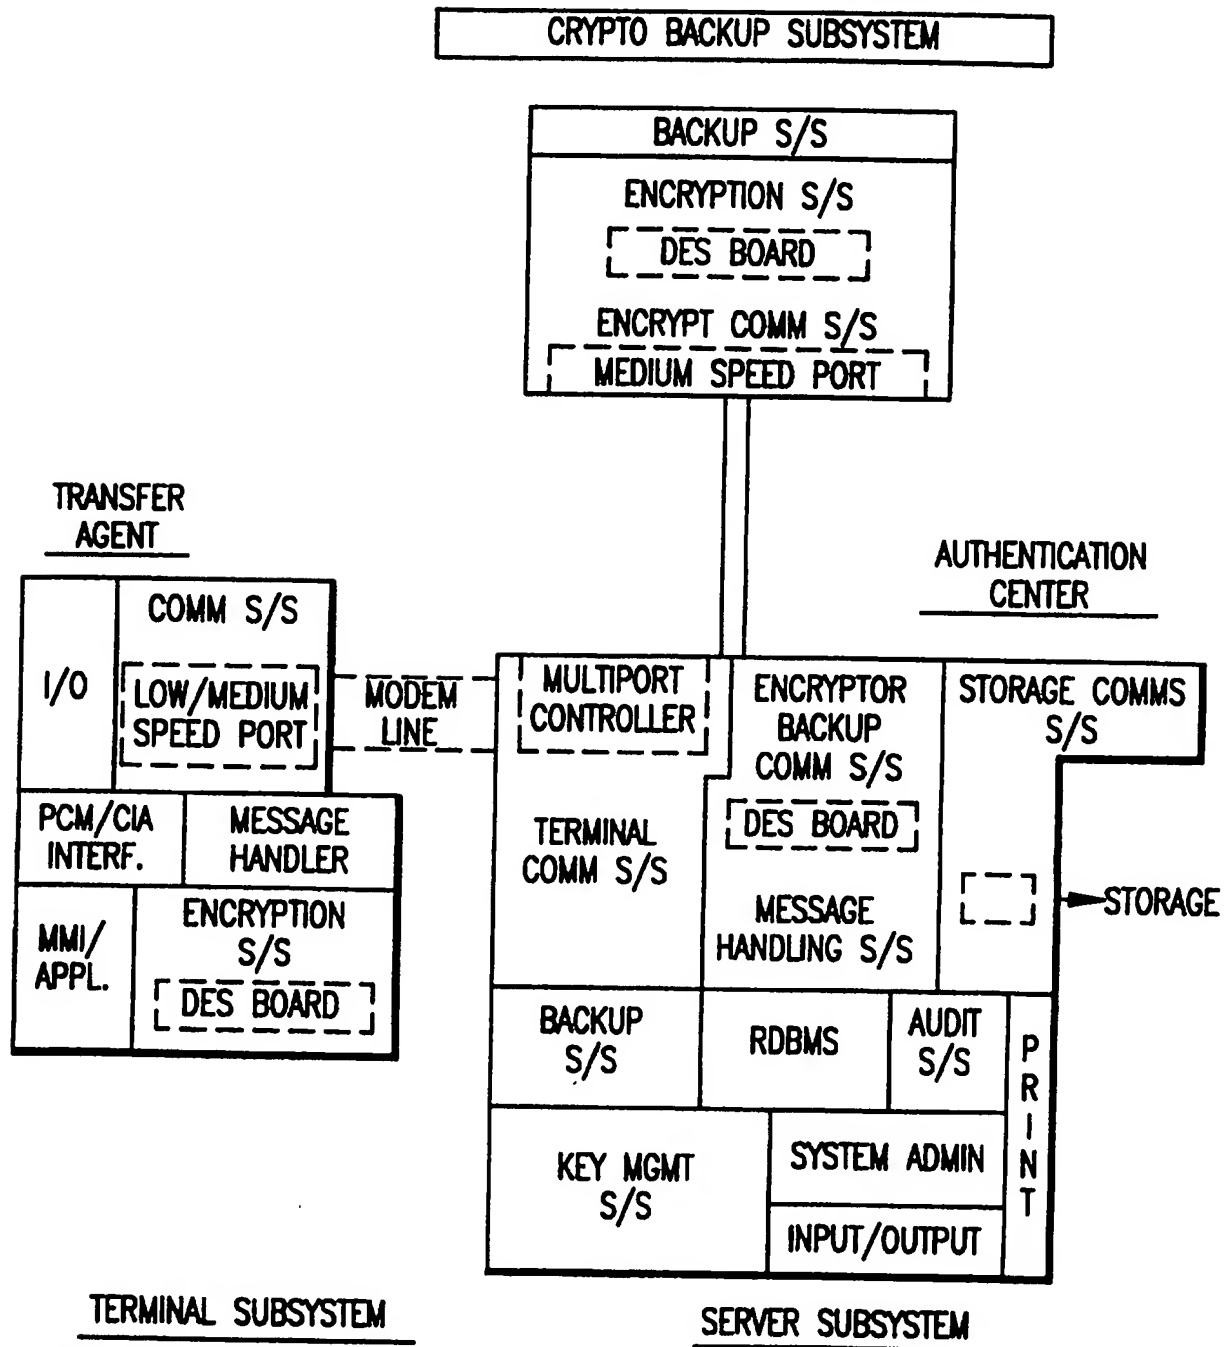 CRYPTO BACKUP SUBSYSTEM
BACKUP S/S
ENCRYPTION S/S
DES BOARD
ENCRYPT COMM S/S
MEDIUM SPEED PORT
TRANSFER
AGENT
I/O
COMM S/S
LOW/MEDIUM
SPEED PORT
PCM/CIA
INTERF.
MESSAGE
HANDLER
MMI/
APPL.
ENCRYPTION
S/S
DES BOARD
MODEM
LINE
AUTHENTICATION
CENTER
MULTIPORT
CONTROLLER
TERMINAL
COMM S/S
ENCRYPTOR
BACKUP
COMM S/S
DES BOARD
MESSAGE
HANDLING S/S
STORAGE COMMS
S/S
STORAGE
BACKUP
S/S
RDBMS
AUDIT
S/S
PRINT
KEY MGMT
S/S
SYSTEM ADMIN
INPUT/OUTPUT
TERMINAL SUBSYSTEM
SERVER SUBSYSTEM